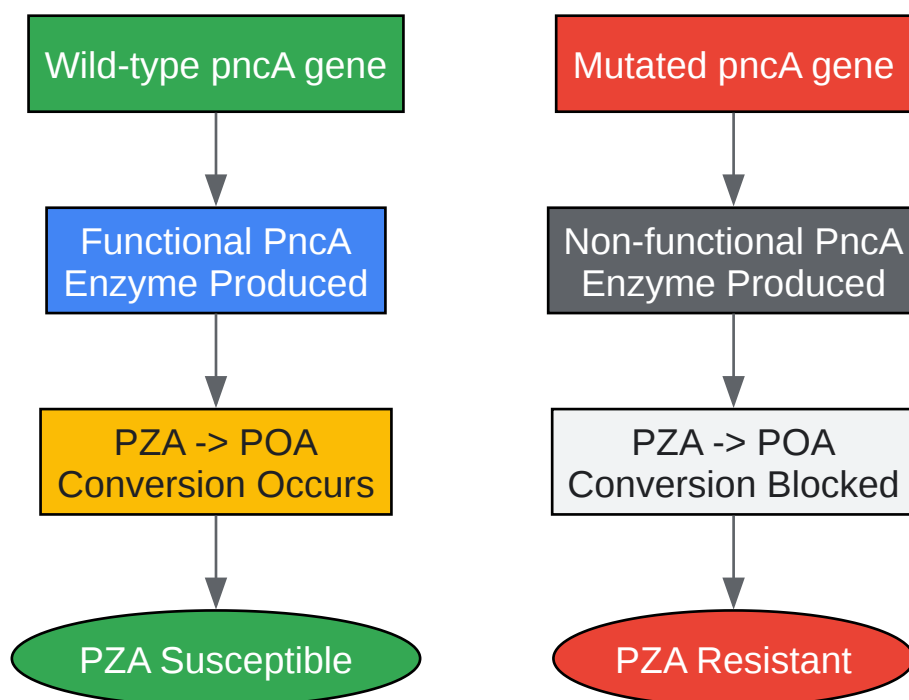 Wild-type pncA gene
Functional PncA
Enzyme Produced
PZA -> POA
Conversion Occurs
PZA Susceptible
Mutated pncA gene
Non-functional PncA
Enzyme Produced
PZA -> POA
Conversion Blocked
PZA Resistant